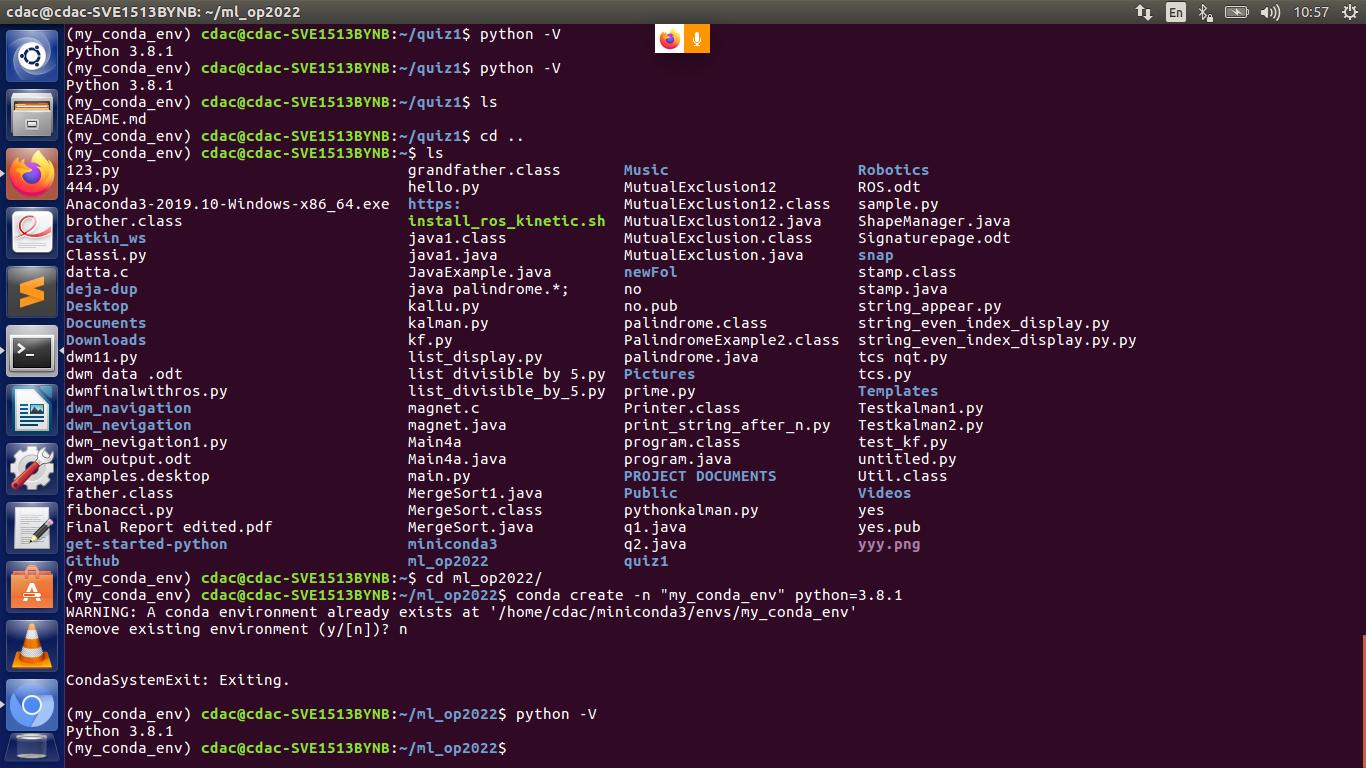 cdac@cdac-SVE1513BYNB: ~/ml_op2022 En 10:57
(my_conda_env) cdac@cdac-SVE1513BYNB:~/quiz1$ python -V
Python 3.8.1
(my_conda_env) cdac@cdac-SVE1513BYNB:~/quiz1$ python -V
Python 3.8.1
(my_conda_env) cdac@cdac-SVE1513BYNB:~/quiz1$ ls
README.md
(my_conda_env) cdac@cdac-SVE1513BYNB:~/quiz1$ cd ..
(my_conda_env) cdac@cdac-SVE1513BYNB:~$ ls
123.py grandfather.class Music Robotics
444.py hello.py MutualExclusion12 ROS.odt
Anaconda3-2019.10-Windows-x86_64.exe https: MutualExclusion12.class sample.py
brother.class install_ros_kinetic.sh MutualExclusion12.java ShapeManager.java
catkin_ws java1.class MutualExclusion.class Signaturepage.odt
Classi.py java1.java MutualExclusion.java snap
datta.c JavaExample.java newFol stamp.class
deja-dup java palindrome.*; no stamp.java
Desktop kallu.py no.pub string_appear.py
Documents kalman.py palindrome.class string_even_index_display.py
Downloads kf.py PalindromeExample2.class string_even_index_display.py.py
dwm11.py list_display.py palindrome.java tcs nqt.py
dwm data .odt list divisible by 5.py Pictures tcs.py
dwmfinalwithros.py list_divisible_by_5.py prime.py Templates
dwm_navigation magnet.c Printer.class Testkalman1.py
dwm_nevigation magnet.java print_string_after_n.py Testkalman2.py
dwm_nevigation1.py Main4a program.class test_kf.py
dwm output.odt Main4a.java program.java untitled.py
examples.desktop main.py PROJECT DOCUMENTS Util.class
father.class MergeSort1.java Public Videos
fibonacci.py MergeSort.class pythonkalman.py yes
Final Report edited.pdf MergeSort.java q1.java yes.pub
get-started-python miniconda3 q2.java yyy.png
Github ml_op2022 quiz1
(my_conda_env) cdac@cdac-SVE1513BYNB:~$ cd ml_op2022/
(my_conda_env) cdac@cdac-SVE1513BYNB:~/ml_op2022$ conda create -n "my_conda_env" python=3.8.1
WARNING: A conda environment already exists at '/home/cdac/miniconda3/envs/my_conda_env'
Remove existing environment (y/[n])? n
CondaSystemExit: Exiting.
(my_conda_env) cdac@cdac-SVE1513BYNB:~/ml_op2022$ python -V
Python 3.8.1
(my_conda_env) cdac@cdac-SVE1513BYNB:~/ml_op2022$